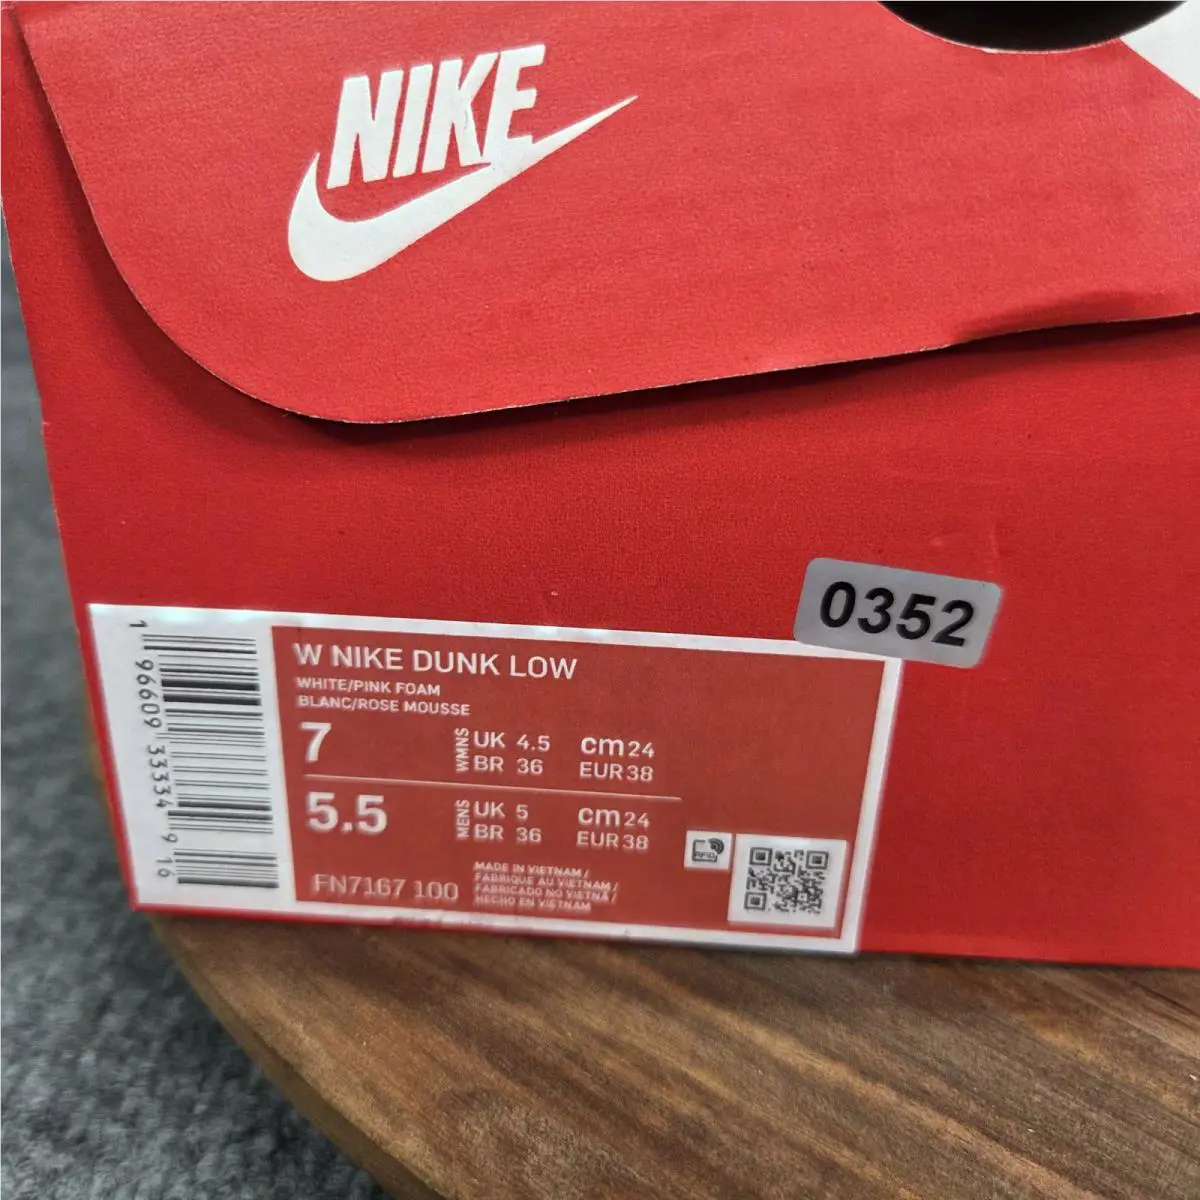 NIKE
0352
W NIKE DUNK LOW
WHITE/PINK FOAM
BLANC/ROSE MOUSSE
7 WMNS UK 4.5 cm 24
BR 36 EUR 38
5.5 MENS UK 5 cm 24
BR 36 EUR 38
FN7167 100
MADE IN VIETNAM /
FABRIQUE AU VIETNAM /
FABRICADO NO VIETNÃ /
HECHO EN VIETNAM
RFID
1 96609 33334 9 16